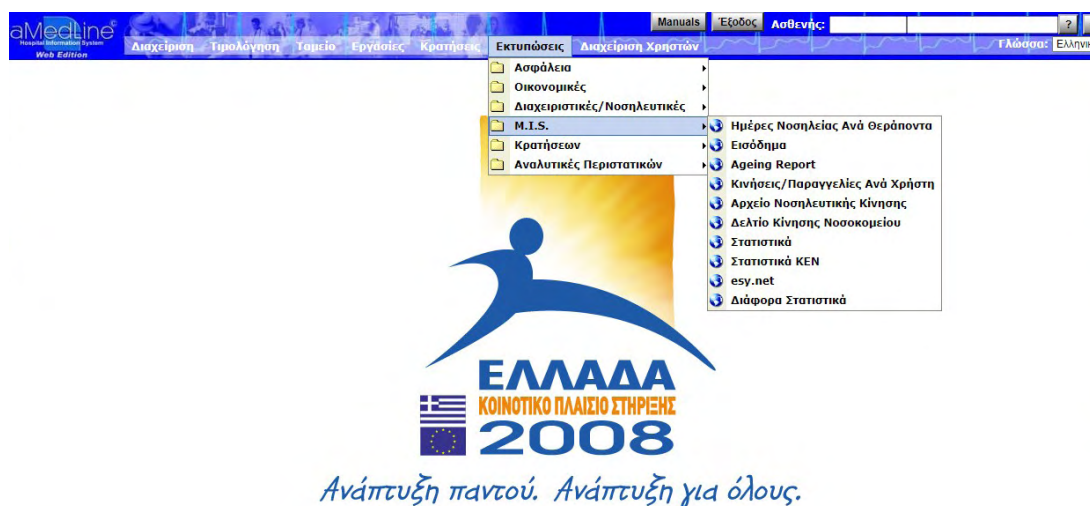 aMedLine®
Hospital Information System
Web Edition
Manuals Έξοδος Ασθενής: ?
Διαχείριση Τιμολόγηση Ταμείο Εργασίες Κρατήσεις Εκτυπώσεις Διαχείριση Χρηστών Γλώσσα: Ελληνικ
Ασφάλεια
Οικονομικές
Διαχειριστικές/Νοσηλευτικές
M.I.S.
Κρατήσεων
Αναλυτικές Περιστατικών
Ημέρες Νοσηλείας Ανά Θεράποντα
Εισόδημα
Ageing Report
Κινήσεις/Παραγγελίες Ανά Χρήστη
Αρχείο Νοσηλευτικής Κίνησης
Δελτίο Κίνησης Νοσοκομείου
Στατιστικά
Στατιστικά ΚΕΝ
esy.net
Διάφορα Στατιστικά
ΕΛΛΑΔΑ
ΚΟΙΝΟΤΙΚΟ ΠΛΑΙΣΙΟ ΣΤΗΡΙΞΗΣ
2008
Ανάπτυξη παντού. Ανάπτυξη για όλους.